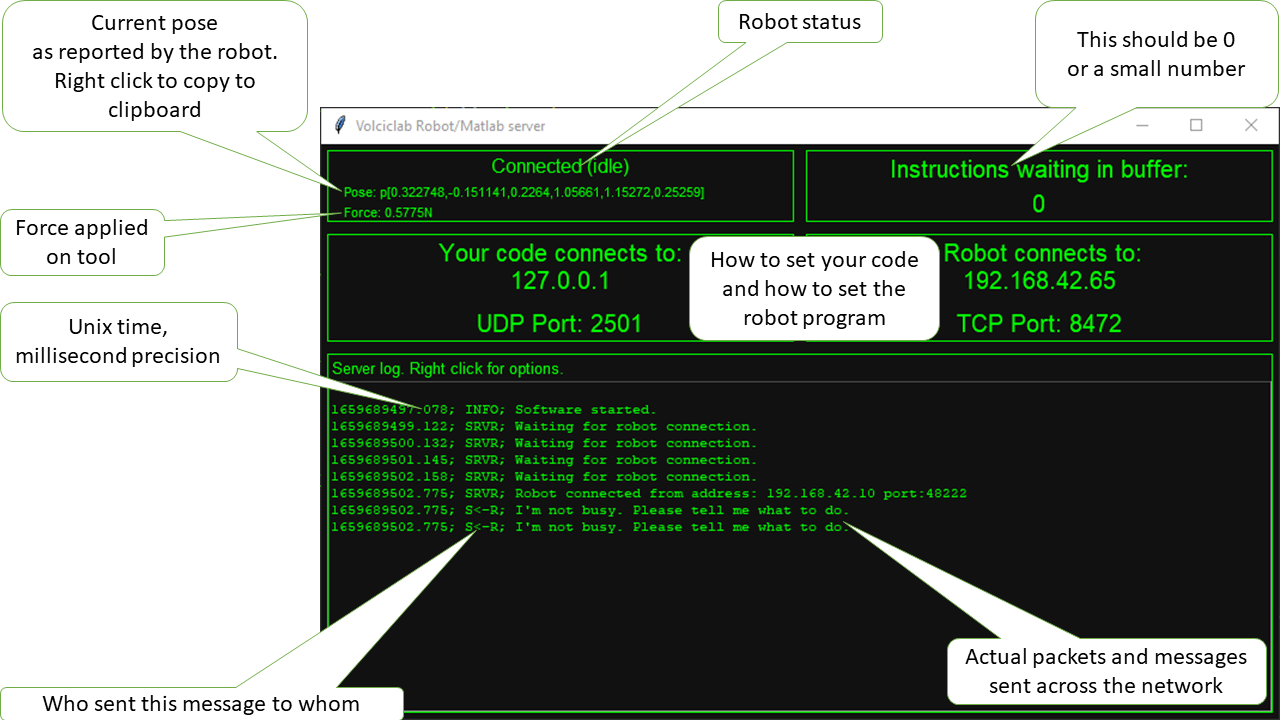 Current pose
as reported by the robot.
Right click to copy to
clipboard
Robot status
This should be 0
or a small number
Volciclab Robot/Matlab server
Connected (idle)
Pose: p[0.322748,-0.151141,0.2264,1.05661,1.15272,0.25259]
Force: 0.5775N
Instructions waiting in buffer:
0
Force applied
on tool
Your code connects to:
127.0.0.1
UDP Port: 2501
How to set your code
and how to set the
robot program
Robot connects to:
192.168.42.65
TCP Port: 8472
Unix time,
millisecond precision
Server log. Right click for options.
1659689497.078; INFO; Software started.
1659689499.122; SRVR; Waiting for robot connection.
1659689500.132; SRVR; Waiting for robot connection.
1659689501.145; SRVR; Waiting for robot connection.
1659689502.158; SRVR; Waiting for robot connection.
1659689502.775; SRVR; Robot connected from address: 192.168.42.10 port:48222
1659689502.775; S<-R; I'm not busy. Please tell me what to do.
1659689502.775; S<-R; I'm not busy. Please tell me what to do.
Actual packets and messages
sent across the network
Who sent this message to whom